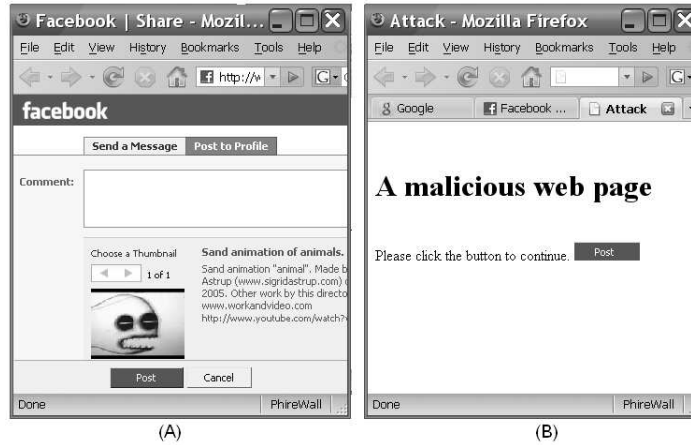 Facebook | Share - Mozil...
File Edit View History Bookmarks Tools Help
http://w
G
facebook
Send a Message Post to Profile
Comment:
Choose a Thumbnail
1 of 1
Sand animation of animals.
Sand animation "animal". Made b
Astrup (www.sigridastrup.com)
2005. Other work by this directo
www.workandvideo.com
http://www.youtube.com/watch?v
Post Cancel
Done PhireWall
(A)
Attack - Mozilla Firefox
File Edit View History Bookmarks Tools Help
G
Google Facebook ... Attack
A malicious web page
Please click the button to continue. Post
Done PhireWall
(B)